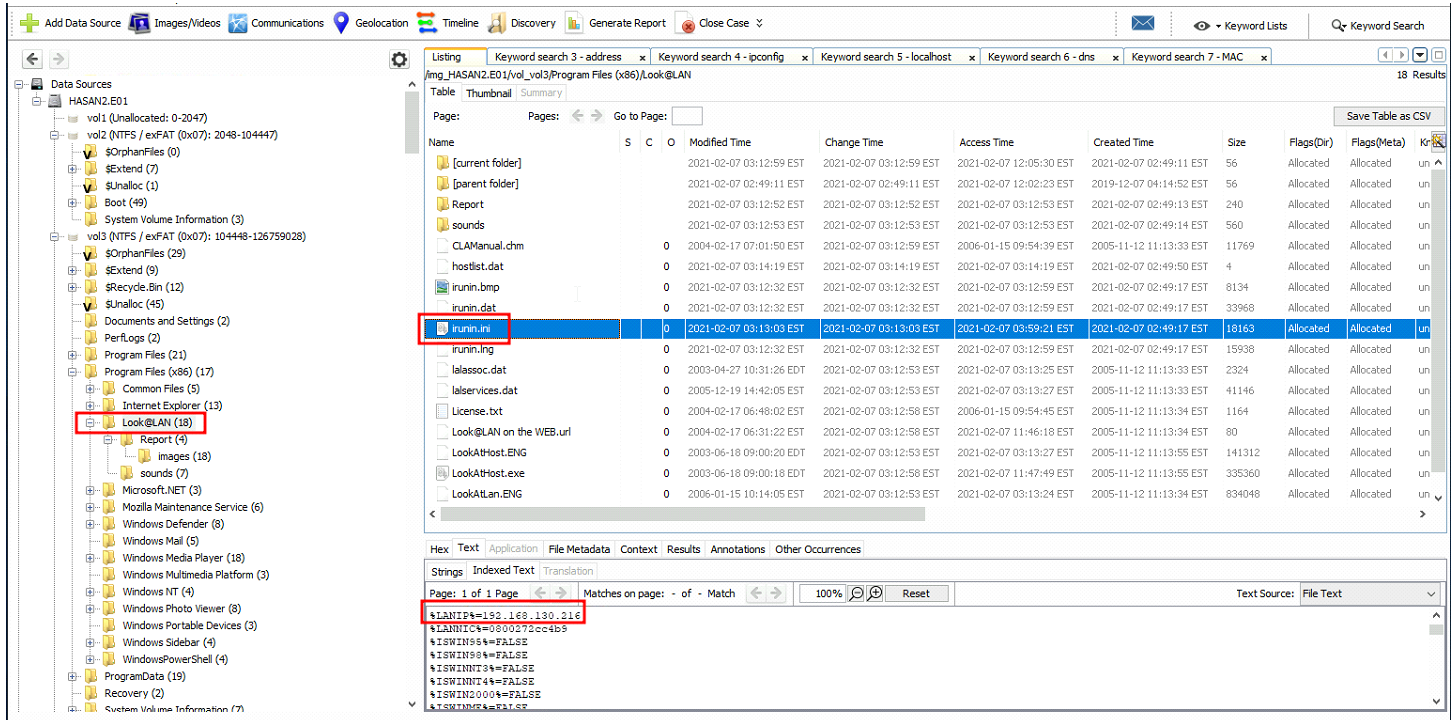 Add Data Source Images/Videos Communications Geolocation Timeline Discovery Generate Report Close Case Keyword Lists Keyword Search
Data Sources
HASAN2.E01
vol1 (Unallocated: 0-2047)
vol2 (NTFS / exFAT (0x07): 2048-104447)
$OrphanFiles (0)
$Extend (7)
$Unalloc (1)
Boot (49)
System Volume Information (3)
vol3 (NTFS / exFAT (0x07): 104448-126759028)
$OrphanFiles (29)
$Extend (9)
$Recycle.Bin (12)
$Unalloc (45)
Documents and Settings (2)
PerfLogs (2)
Program Files (21)
Program Files (x86) (17)
Common Files (5)
Internet Explorer (13)
Look@LAN (18)
Report (4)
images (18)
sounds (7)
Microsoft.NET (3)
Mozilla Maintenance Service (6)
Windows Defender (8)
Windows Mail (5)
Windows Media Player (18)
Windows Multimedia Platform (3)
Windows NT (4)
Windows Photo Viewer (8)
Windows Portable Devices (3)
Windows Sidebar (4)
WindowsPowerShell (4)
ProgramData (19)
Recovery (2)
System Volume Information (7)
Listing Keyword search 3 - address x Keyword search 4 - ipconfig x Keyword search 5 - localhost x Keyword search 6 - dns x Keyword search 7 - MAC x
/img_HASAN2.E01/vol_vol3/Program Files (x86)/Look@LAN 18 Results
Table Thumbnail Summary
Page: Pages: Go to Page: Save Table as CSV
Name S C O Modified Time Change Time Access Time Created Time Size Flags(Dir) Flags(Meta) Kr
[current folder] 2021-02-07 03:12:59 EST 2021-02-07 03:12:59 EST 2021-02-07 12:05:30 EST 2021-02-07 02:49:11 EST 56 Allocated Allocated un
[parent folder] 2021-02-07 02:49:11 EST 2021-02-07 02:49:11 EST 2021-02-07 12:02:23 EST 2019-12-07 04:14:52 EST 56 Allocated Allocated un
Report 2021-02-07 03:12:52 EST 2021-02-07 03:12:52 EST 2021-02-07 03:12:53 EST 2021-02-07 02:49:13 EST 240 Allocated Allocated un
sounds 2021-02-07 03:12:53 EST 2021-02-07 03:12:53 EST 2021-02-07 03:12:53 EST 2021-02-07 02:49:14 EST 560 Allocated Allocated un
CLAManual.chm 0 2004-02-17 07:01:50 EST 2021-02-07 03:12:59 EST 2006-01-15 09:54:39 EST 2005-11-12 11:13:33 EST 11769 Allocated Allocated un
hostlist.dat 0 2021-02-07 03:14:19 EST 2021-02-07 03:14:19 EST 2021-02-07 03:14:19 EST 2021-02-07 02:49:50 EST 4 Allocated Allocated un
irunin.bmp 0 2021-02-07 03:12:32 EST 2021-02-07 03:12:32 EST 2021-02-07 03:12:59 EST 2021-02-07 02:49:17 EST 8134 Allocated Allocated un
irunin.dat 0 2021-02-07 03:12:32 EST 2021-02-07 03:12:32 EST 2021-02-07 03:12:59 EST 2021-02-07 02:49:17 EST 33968 Allocated Allocated un
irunin.ini 0 2021-02-07 03:13:03 EST 2021-02-07 03:13:03 EST 2021-02-07 03:59:21 EST 2021-02-07 02:49:17 EST 18163 Allocated Allocated un
irunin.lng 0 2021-02-07 03:12:32 EST 2021-02-07 03:12:32 EST 2021-02-07 03:12:59 EST 2021-02-07 02:49:17 EST 15938 Allocated Allocated un
lalassoc.dat 0 2003-04-27 10:31:26 EDT 2021-02-07 03:12:53 EST 2021-02-07 03:13:25 EST 2005-11-12 11:13:33 EST 2324 Allocated Allocated un
lalservices.dat 0 2005-12-19 14:42:05 EST 2021-02-07 03:12:53 EST 2021-02-07 03:13:27 EST 2005-11-12 11:13:33 EST 41146 Allocated Allocated un
License.txt 0 2004-02-17 06:48:02 EST 2021-02-07 03:12:58 EST 2006-01-15 09:54:45 EST 2005-11-12 11:13:34 EST 1164 Allocated Allocated un
Look@LAN on the WEB.url 0 2004-02-17 06:31:22 EST 2021-02-07 03:12:58 EST 2021-02-07 11:46:18 EST 2005-11-12 11:13:34 EST 80 Allocated Allocated un
LookAtHost.ENG 0 2003-06-18 09:00:20 EDT 2021-02-07 03:12:53 EST 2021-02-07 03:13:27 EST 2005-11-12 11:13:55 EST 141312 Allocated Allocated un
LookAtHost.exe 0 2003-06-18 09:00:18 EDT 2021-02-07 03:12:58 EST 2021-02-07 11:47:49 EST 2005-11-12 11:13:55 EST 335360 Allocated Allocated un
LookAtLan.ENG 0 2006-01-15 10:14:05 EST 2021-02-07 03:12:53 EST 2021-02-07 03:13:24 EST 2005-11-12 11:13:34 EST 834048 Allocated Allocated un
Hex Text Application File Metadata Context Results Annotations Other Occurrences
Strings Indexed Text Translation
Page: 1 of 1 Page Matches on page: - of - Match 100% Reset Text Source: File Text
%LANIP%=192.168.130.216
%LANNIC%=0800272cc4b9
%ISWIN95%=FALSE
%ISWIN98%=FALSE
%ISWINNT3%=FALSE
%ISWINNT4%=FALSE
%ISWIN2000%=FALSE
%ISWINME%=FALSE